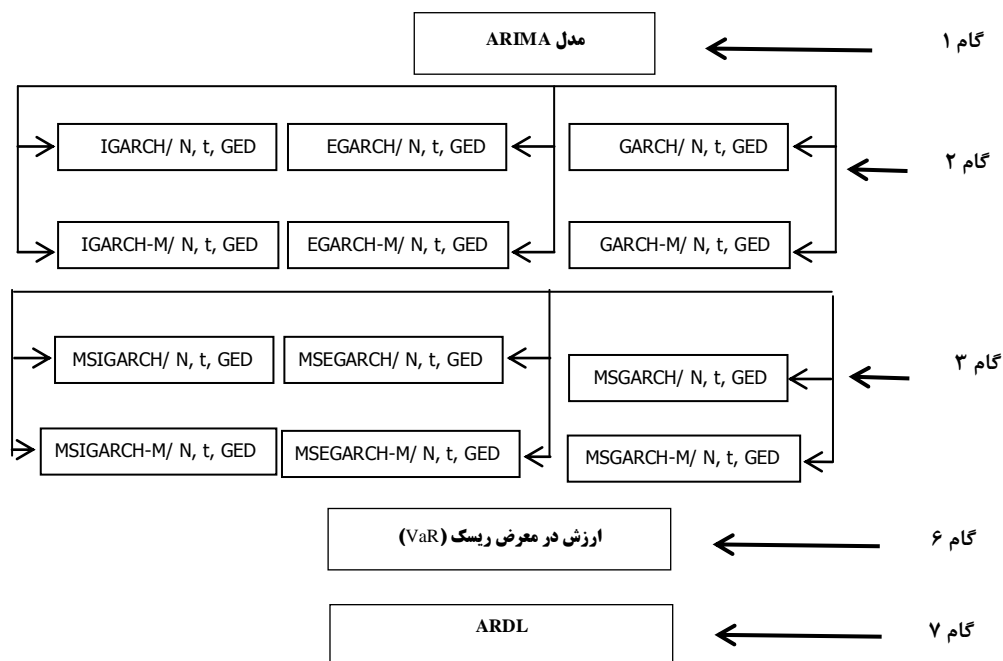 مدل ARIMA
گام ۱
IGARCH/ N, t, GED
EGARCH/ N, t, GED
GARCH/ N, t, GED
گام ۲
IGARCH-M/ N, t, GED
EGARCH-M/ N, t, GED
GARCH-M/ N, t, GED
MSIGARCH/ N, t, GED
MSEGARCH/ N, t, GED
MSGARCH/ N, t, GED
گام ۳
MSIGARCH-M/ N, t, GED
MSEGARCH-M/ N, t, GED
MSGARCH-M/ N, t, GED
ارزش در معرض ریسک (VaR)
گام ۶
ARDL
گام ۷